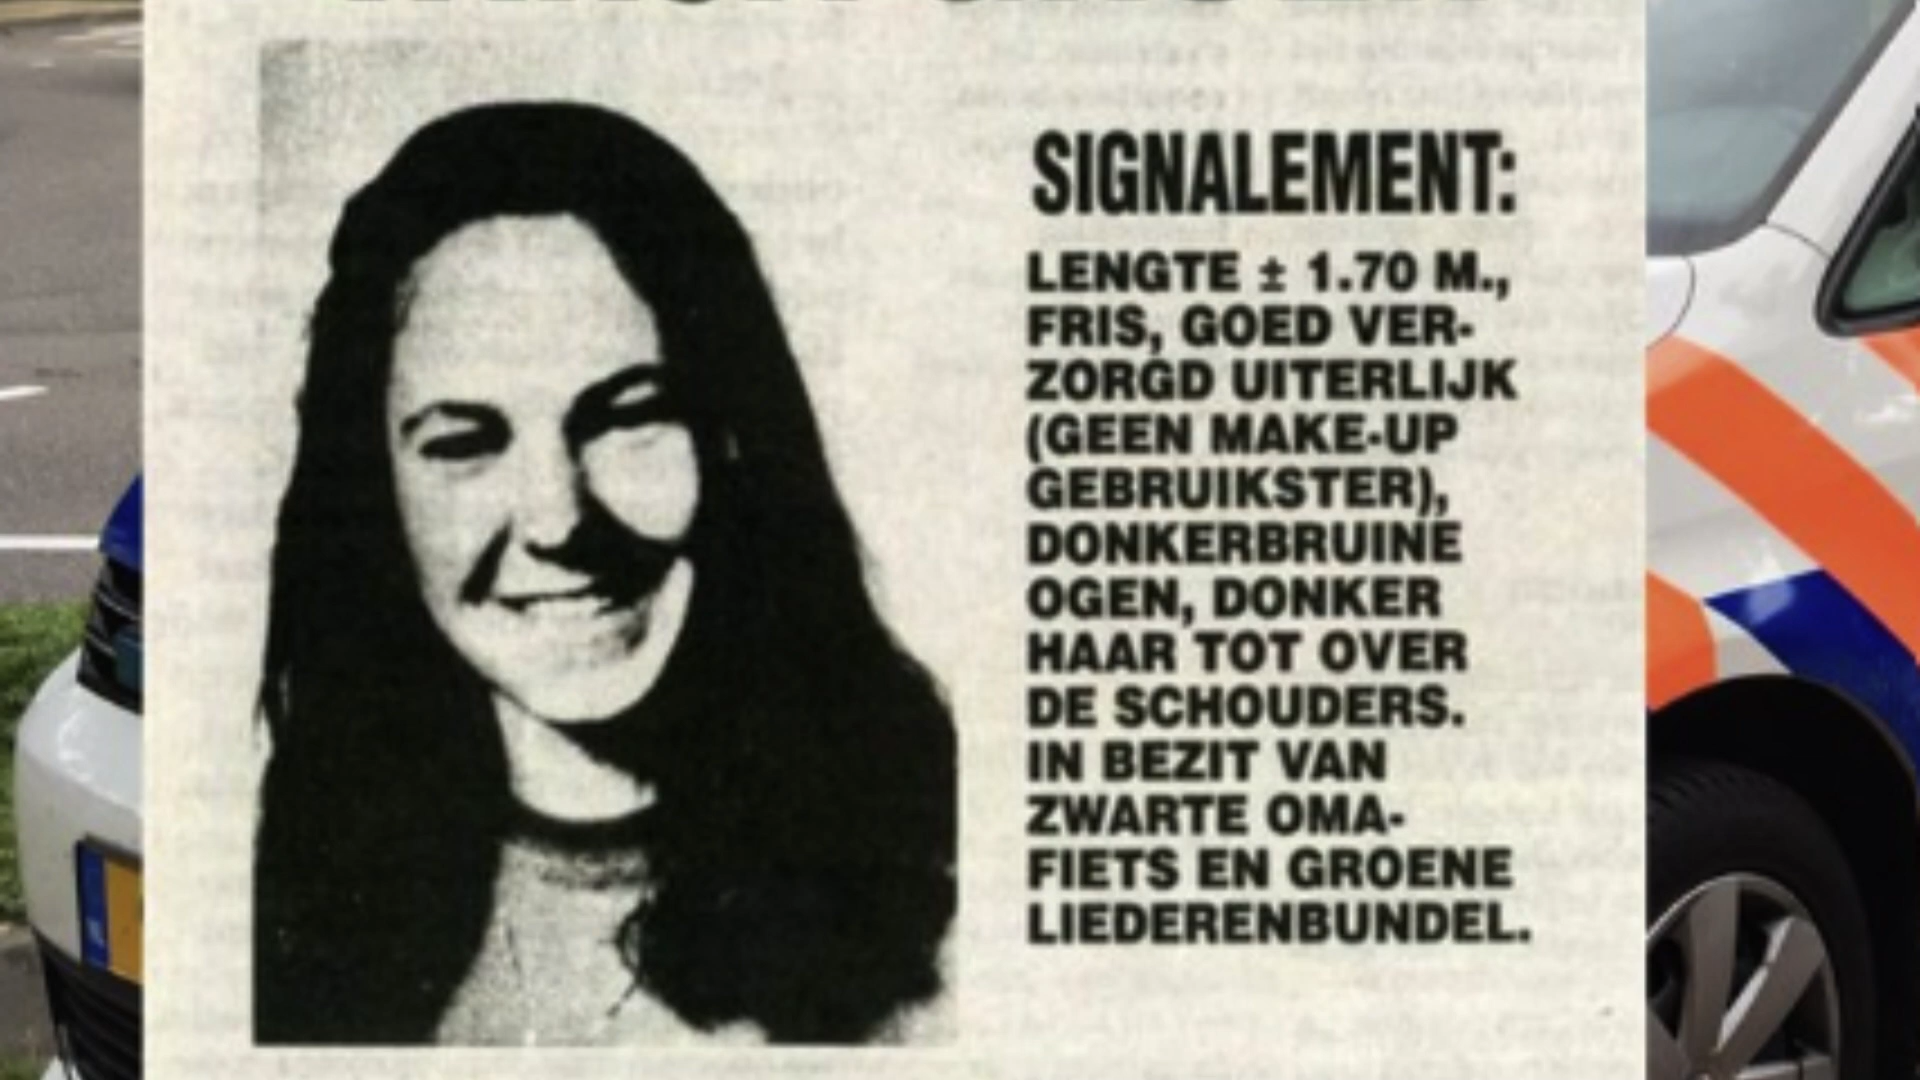 SIGNALEMENT:
LENGTE ± 1.70 M.,
FRIS, GOED VER-
ZORGD UITERLIJK
(GEEN MAKE-UP
GEBRUIKSTER),
DONKERBRUINE
OGEN, DONKER
HAAR TOT OVER
DE SCHOUDERS.
IN BEZIT VAN
ZWARTE OMA-
FIETS EN GROENE
LIEDERENBUNDEL.